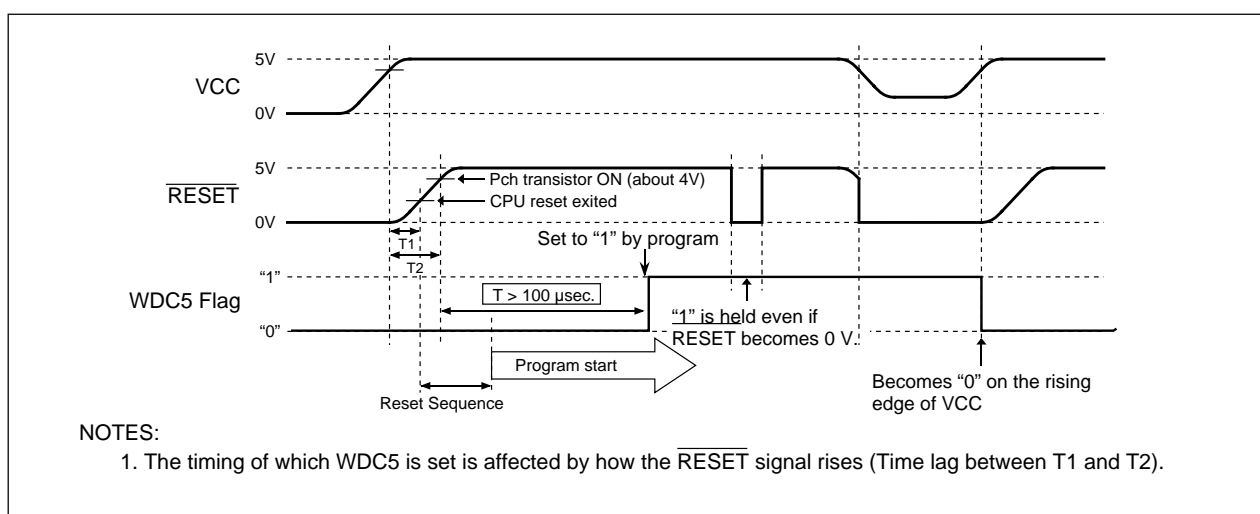 5V
VCC
0V
5V
RESET
Pch transistor ON (about 4V)
CPU reset exited
0V
T1
T2
Set to “1” by program
“1”
WDC5 Flag
T > 100 μsec.
“1” is held even if
RESET becomes 0 V.
“0”
Program start
Becomes “0” on the rising
edge of VCC
Reset Sequence
NOTES:
1. The timing of which WDC5 is set is affected by how the RESET signal rises (Time lag between T1 and T2).